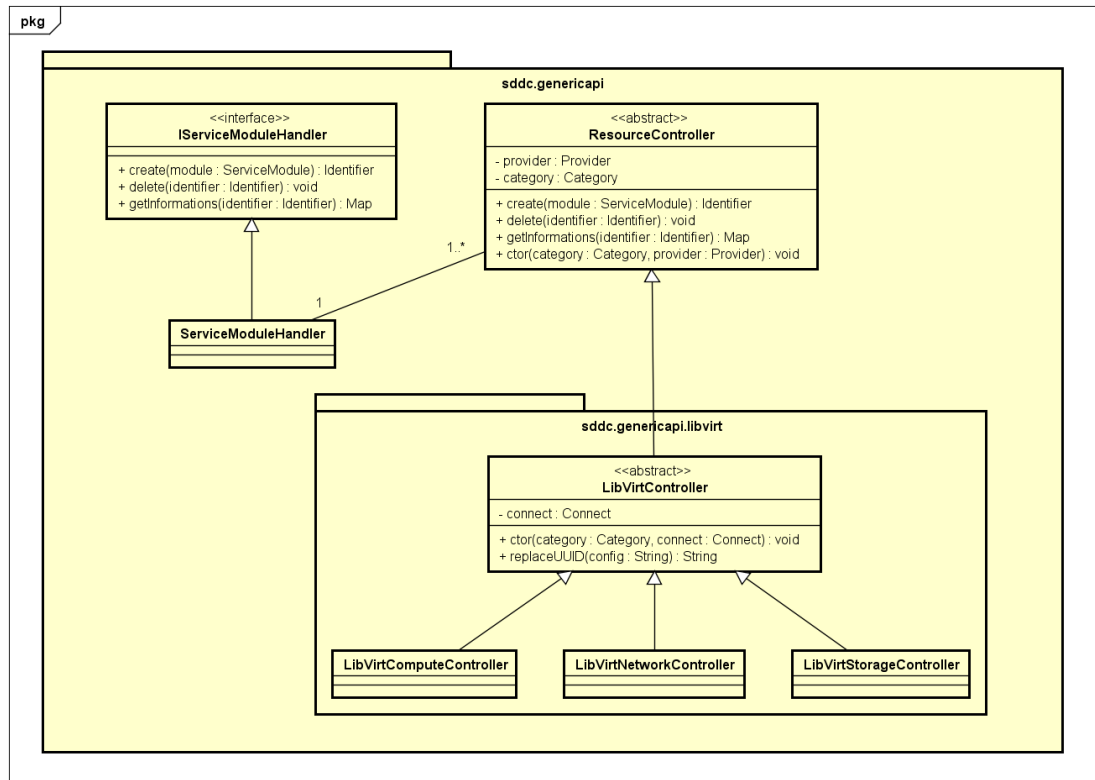 pkg
sddc.genericapi
<<interface>>
IServiceModuleHandler
+ create(module : ServiceModule) : Identifier
+ delete(identifier : Identifier) : void
+ getInformations(identifier : Identifier) : Map
<<abstract>>
ResourceController
- provider : Provider
- category : Category
+ create(module : ServiceModule) : Identifier
+ delete(identifier : Identifier) : void
+ getInformations(identifier : Identifier) : Map
+ ctor(category : Category, provider : Provider) : void
1..*
1
ServiceModuleHandler
sddc.genericapi.libvirt
<<abstract>>
LibVirtController
- connect : Connect
+ ctor(category : Category, connect : Connect) : void
+ replaceUUID(config : String) : String
LibVirtComputeController
LibVirtNetworkController
LibVirtStorageController